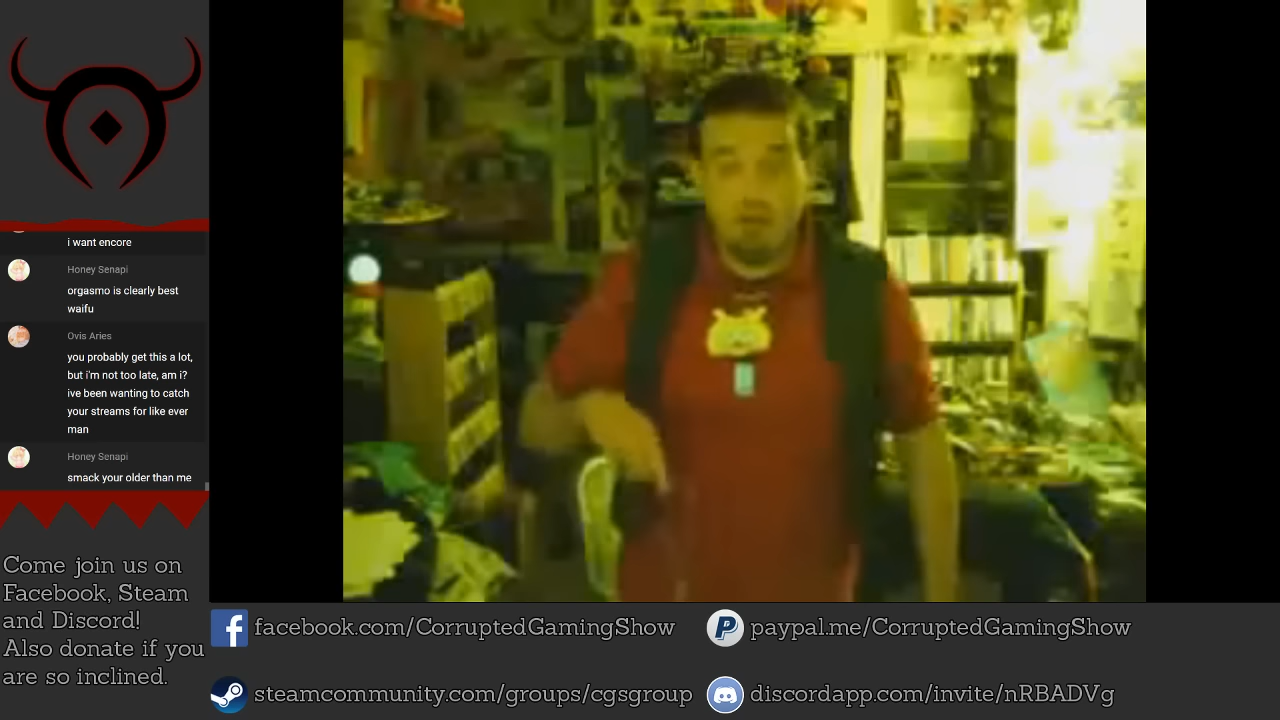 i want encore
Honey Senapi
orgasmo is clearly best
waifu
Ovis Aries
you probably get this a lot,
but i'm not too late, am i?
ive been wanting to catch
your streams for like ever
man
Honey Senapi
smack your older than me
Come join us on
Facebook, Steam
and Discord!
Also donate if you
are so inclined.
facebook.com/CorruptedGamingShow
paypal.me/CorruptedGamingShow
steamcommunity.com/groups/cgsgroup
discordapp.com/invite/nRBADVg